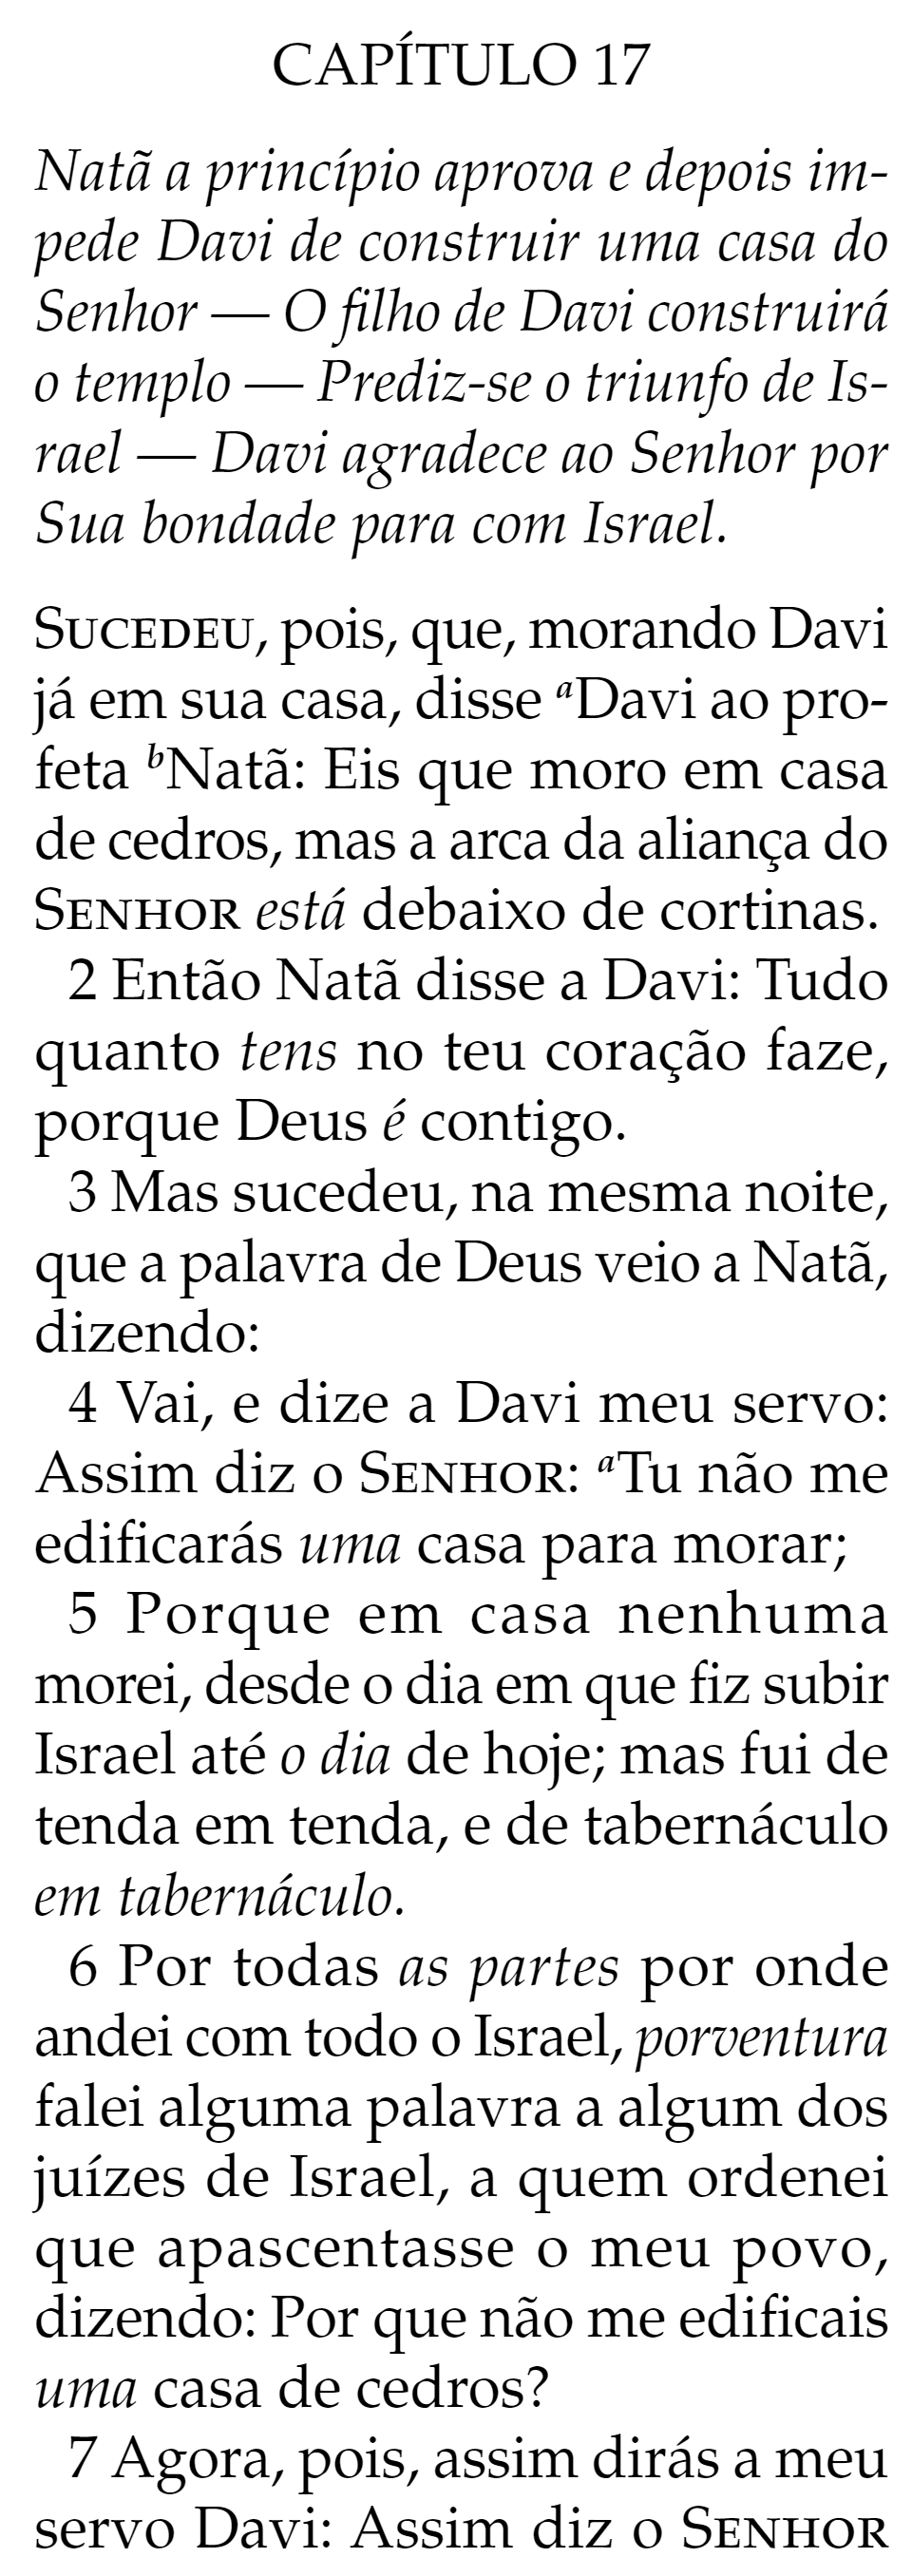 CAPÍTULO 17
Natã a princípio aprova e depois im-
pede Davi de construir uma casa do
Senhor — O filho de Davi construirá
o templo — Prediz-se o triunfo de Is-
rael — Davi agradece ao Senhor por
Sua bondade para com Israel.
Sucedeu, pois, que, morando Davi
já em sua casa, disse aDavi ao pro-
feta bNatã: Eis que moro em casa
de cedros, mas a arca da aliança do
Senhor está debaixo de cortinas.
2 Então Natã disse a Davi: Tudo
quanto tens no teu coração faze,
porque Deus é contigo.
3 Mas sucedeu, na mesma noite,
que a palavra de Deus veio a Natã,
dizendo:
4 Vai, e dize a Davi meu servo:
Assim diz o Senhor: aTu não me
edificarás uma casa para morar;
5 Porque em casa nenhuma
morei, desde o dia em que fiz subir
Israel até o dia de hoje; mas fui de
tenda em tenda, e de tabernáculo
em tabernáculo.
6 Por todas as partes por onde
andei com todo o Israel, porventura
falei alguma palavra a algum dos
juízes de Israel, a quem ordenei
que apascentasse o meu povo,
dizendo: Por que não me edificais
uma casa de cedros?
7 Agora, pois, assim dirás a meu
servo Davi: Assim diz o Senhor